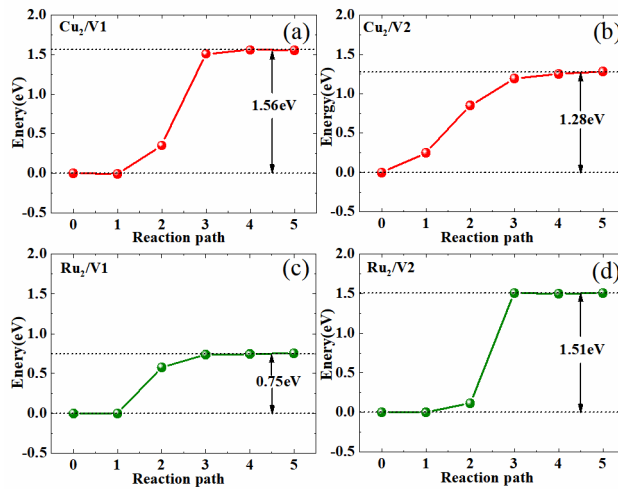 Cu2/V1
(a)
Enery(eV)
2.0
1.5
1.0
0.5
0.0
-0.5
1.56eV
0 1 2 3 4 5
Reaction path
Cu2/V2
(b)
Energy(eV)
2.0
1.5
1.0
0.5
0.0
-0.5
1.28eV
0 1 2 3 4 5
Reaction path
Ru2/V1
(c)
Enery(eV)
2.0
1.5
1.0
0.5
0.0
-0.5
0.75eV
0 1 2 3 4 5
Reaction path
Ru2/V2
(d)
Enery(eV)
2.0
1.5
1.0
0.5
0.0
-0.5
1.51eV
0 1 2 3 4 5
Reaction path